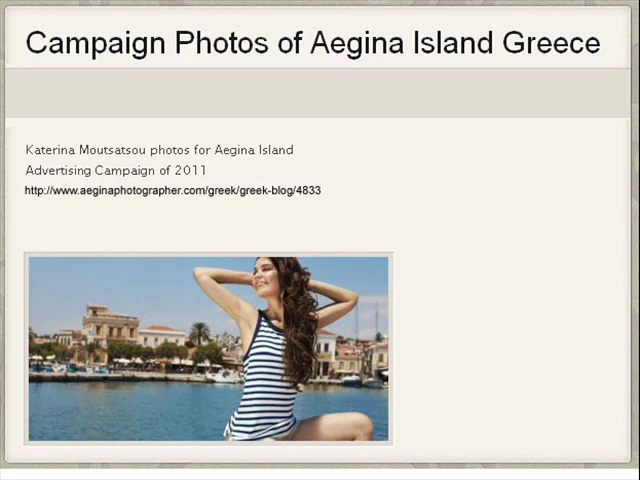 Campaign Photos of Aegina Island Greece
Katerina Moutsatsou photos for Aegina Island
Advertising Campaign of 2011
http://www.aeginaphotographer.com/greek/greek-blog/4833